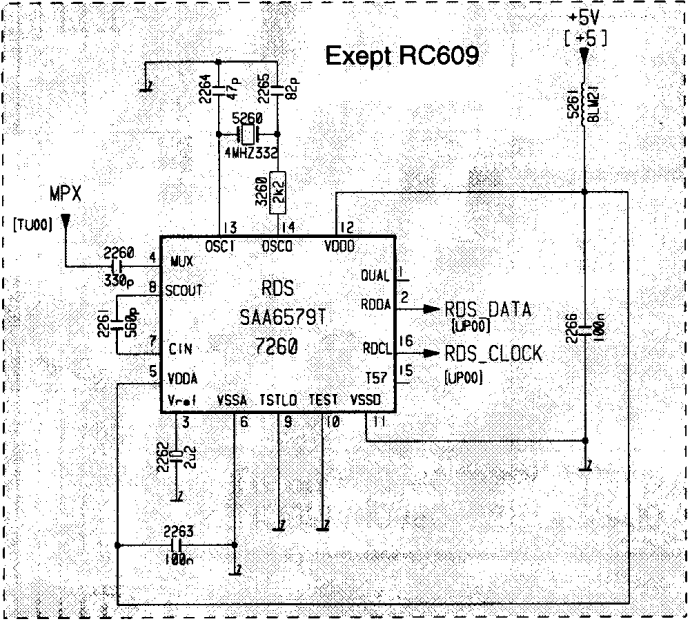 Exept RC609
+5V
[ +5 ]
2264
47p
2265
82p
5260
4MHZ332
5261
BLM21
3260
2k2
MPX
[TU00]
13
14
12
OSCI
OSCO
VDDD
2260
330p
4
MUX
8
SCOUT
2261
560p
7
CIN
5
VDDA
RDS
SAA6579T
7260
QUAL
1
RDDA
2
RDS_DATA
[UP00]
RDCL
16
RDS_CLOCK
[UP00]
T57
15
2266
100n
Vref
VSSA
TSTLO
TEST
VSSD
3
6
9
10
11
2262
2u2
2263
100n